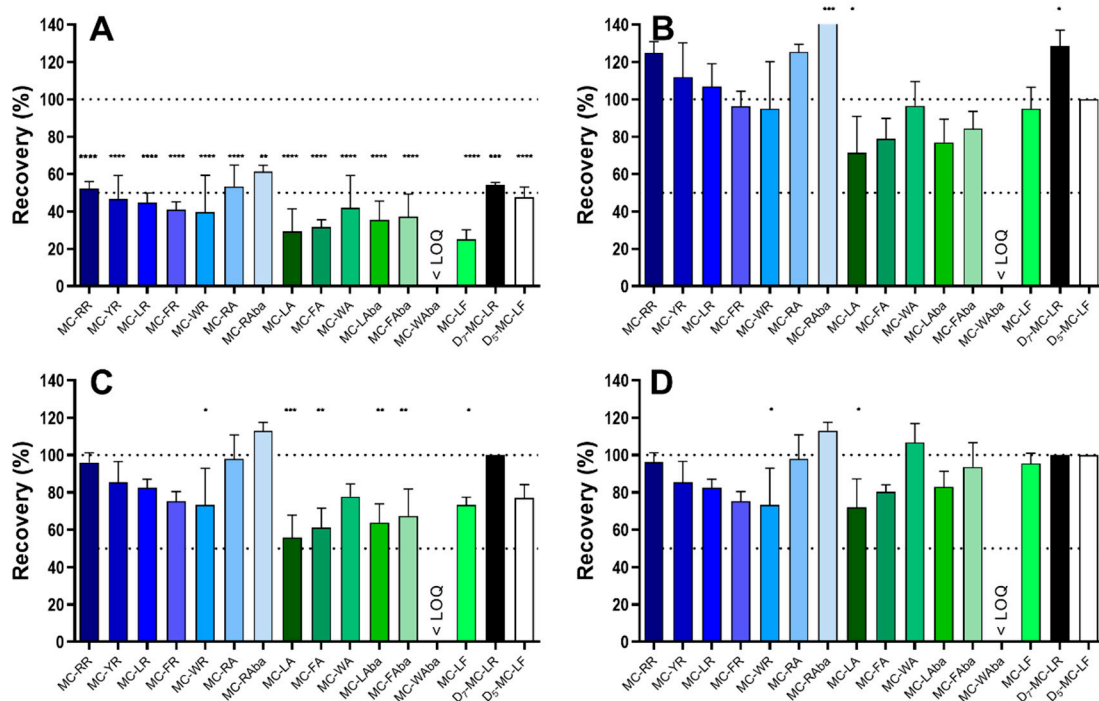 A
Recovery (%)
140
120
100
80
60
40
20
0
**** **** **** **** **** **** ** **** **** **** **** **** **** *** ****
< LOQ
MC-RR MC-YR MC-LR MC-FR MC-WR MC-RA MC-RAba MC-LA MC-FA MC-WA MC-LAba MC-FAba MC-WAba MC-LF D₇-MC-LR D₅-MC-LF
B
Recovery (%)
140
120
100
80
60
40
20
0
*** * *
< LOQ
MC-RR MC-YR MC-LR MC-FR MC-WR MC-RA MC-RAba MC-LA MC-FA MC-WA MC-LAba MC-FAba MC-WAba MC-LF D₇-MC-LR D₅-MC-LF
C
Recovery (%)
140
120
100
80
60
40
20
0
* *** ** ** ** *
< LOQ
MC-RR MC-YR MC-LR MC-FR MC-WR MC-RA MC-RAba MC-LA MC-FA MC-WA MC-LAba MC-FAba MC-WAba MC-LF D₇-MC-LR D₅-MC-LF
D
Recovery (%)
140
120
100
80
60
40
20
0
* *
< LOQ
MC-RR MC-YR MC-LR MC-FR MC-WR MC-RA MC-RAba MC-LA MC-FA MC-WA MC-LAba MC-FAba MC-WAba MC-LF D₇-MC-LR D₅-MC-LF